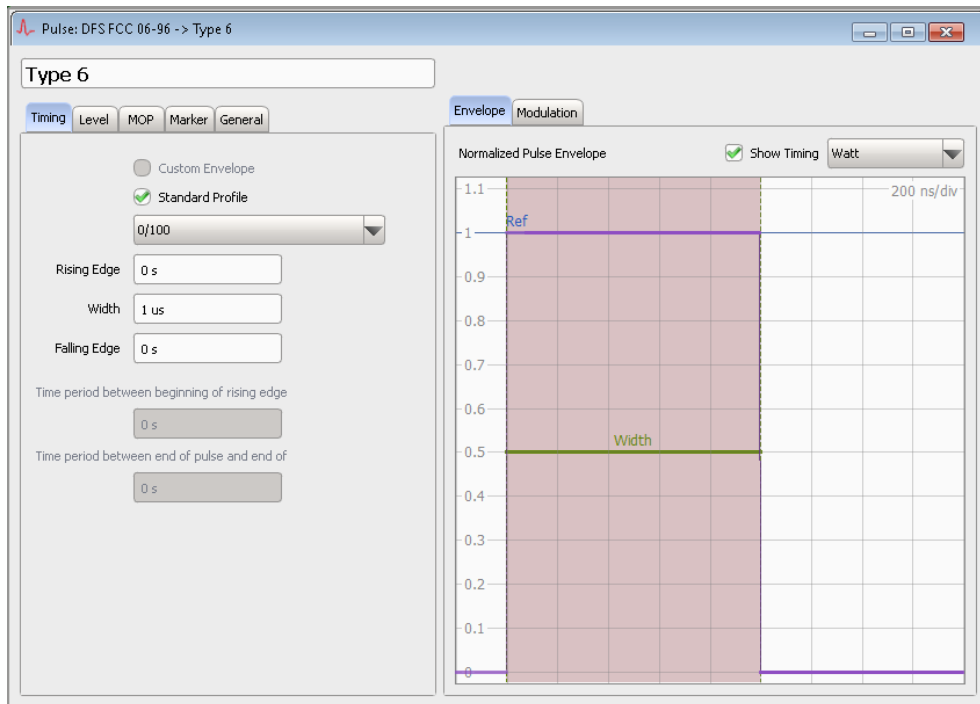 Pulse: DFS FCC 06-96 -> Type 6
Type 6
Timing Level MOP Marker General
Custom Envelope
Standard Profile
0/100
Rising Edge 0 s
Width 1 us
Falling Edge 0 s
Time period between beginning of rising edge
0 s
Time period between end of pulse and end of
0 s
Envelope Modulation
Normalized Pulse Envelope Show Timing Watt
1.1 200 ns/div
Ref
1
0.9
0.8
0.7
0.6
Width
0.5
0.4
0.3
0.2
0.1
0